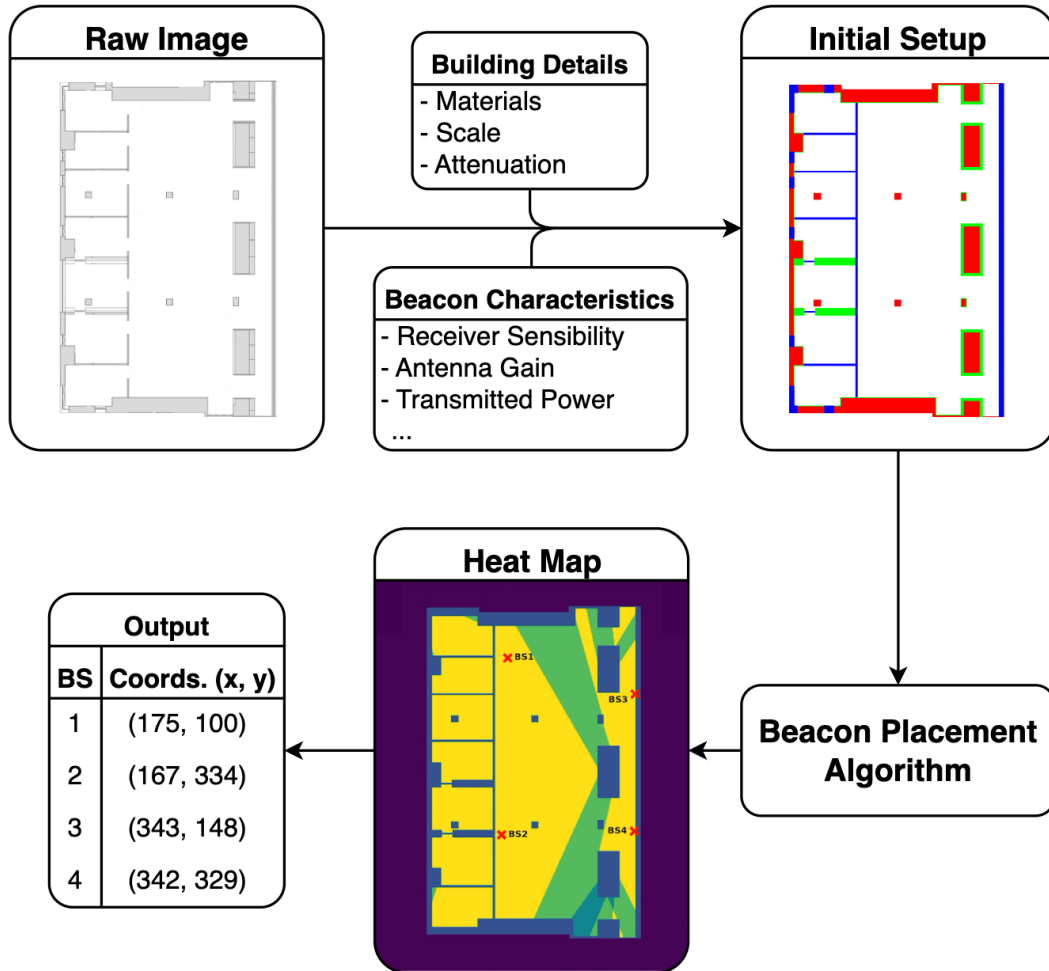 Raw Image
Building Details
- Materials
- Scale
- Attenuation
Beacon Characteristics
- Receiver Sensibility
- Antenna Gain
- Transmitted Power
...
Initial Setup
Beacon Placement
Algorithm
Heat Map
BS1
BS3
BS2
BS4
Output
BS Coords. (x, y)
1 (175, 100)
2 (167, 334)
3 (343, 148)
4 (342, 329)